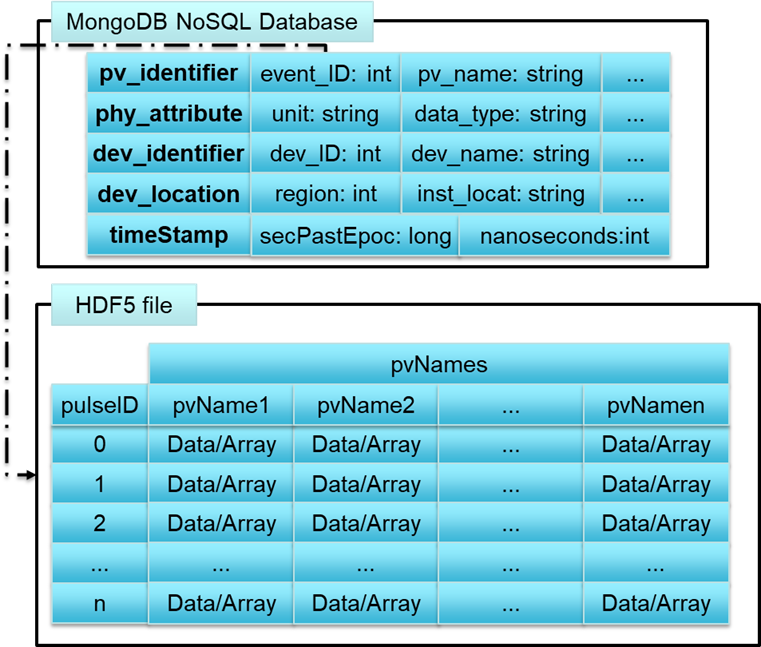 MongoDB NoSQL Database
pv_identifier event_ID: int pv_name: string ...
phy_attribute unit: string data_type: string ...
dev_identifier dev_ID: int dev_name: string ...
dev_location region: int inst_locat: string ...
timeStamp secPastEpoc: long nanoseconds:int
HDF5 file
pvNames
pulseID pvName1 pvName2 ... pvNamen
0 Data/Array Data/Array ... Data/Array
1 Data/Array Data/Array ... Data/Array
2 Data/Array Data/Array ... Data/Array
... ... ... ... ...
n Data/Array Data/Array ... Data/Array